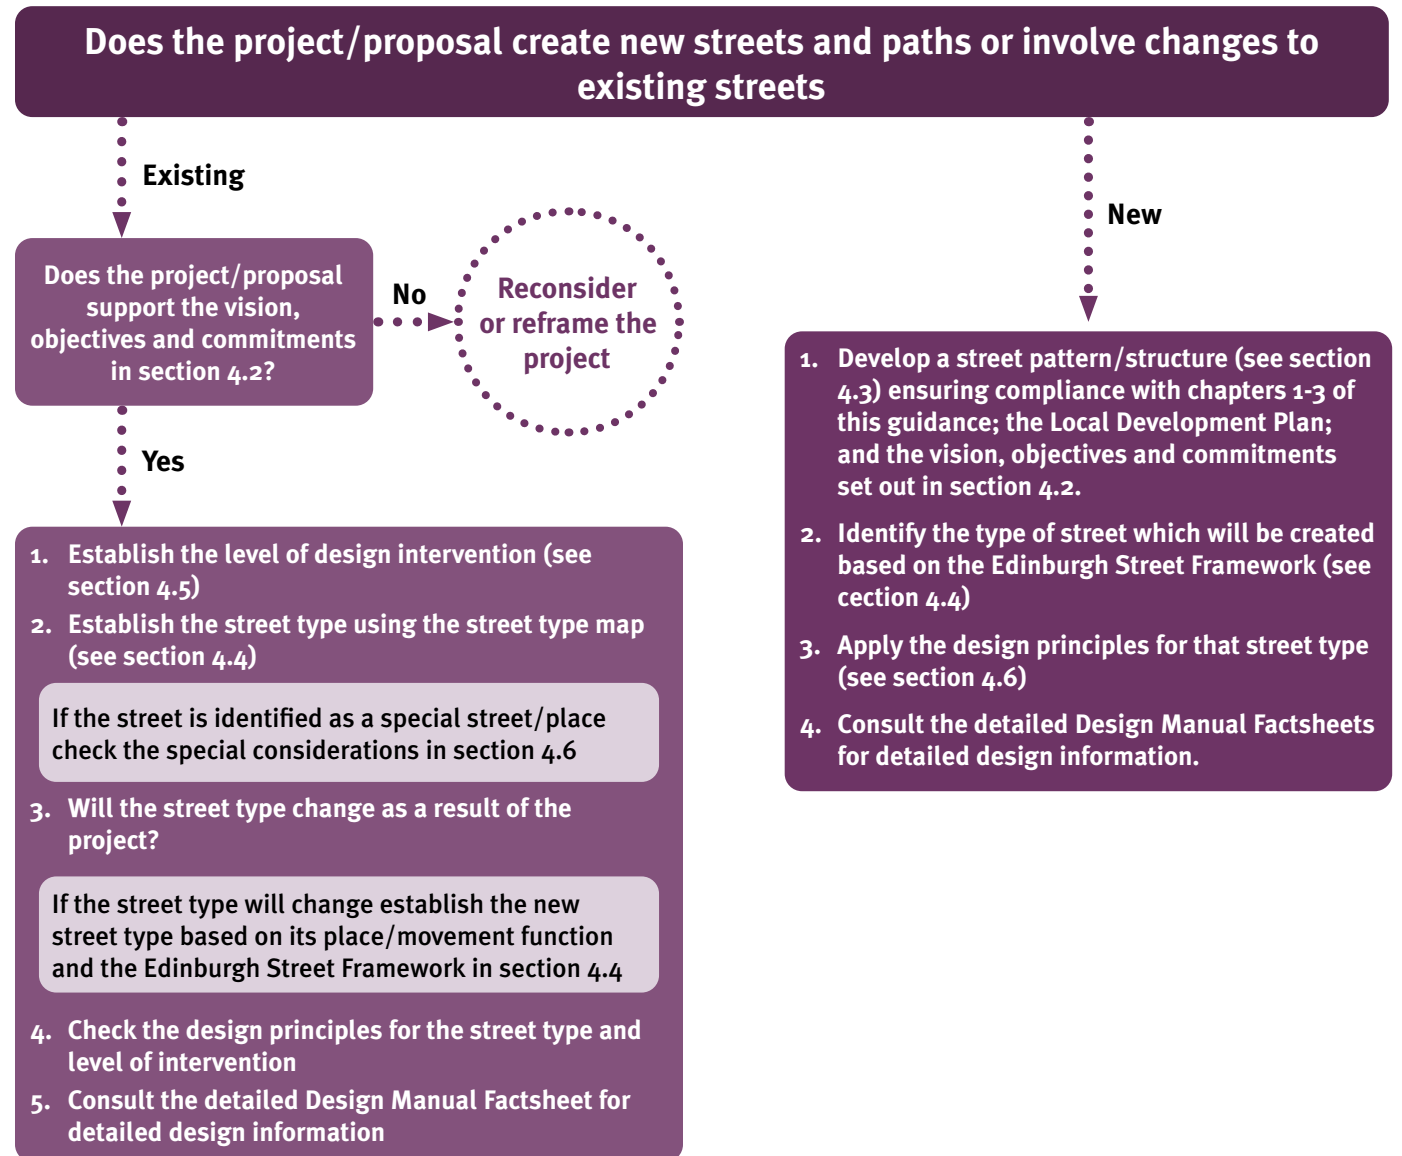 Does the project/proposal create new streets and paths or involve changes to
existing streets
Existing
Does the project/proposal
support the vision,
objectives and commitments
in section 4.2?
No
Reconsider
or reframe the
project
Yes
1. Establish the level of design intervention (see
section 4.5)
2. Establish the street type using the street type map
(see section 4.4)
If the street is identified as a special street/place
check the special considerations in section 4.6
3. Will the street type change as a result of the
project?
If the street type will change establish the new
street type based on its place/movement function
and the Edinburgh Street Framework in section 4.4
4. Check the design principles for the street type and
level of intervention
5. Consult the detailed Design Manual Factsheet for
detailed design information
New
1. Develop a street pattern/structure (see section
4.3) ensuring compliance with chapters 1-3 of
this guidance; the Local Development Plan;
and the vision, objectives and commitments
set out in section 4.2.
2. Identify the type of street which will be created
based on the Edinburgh Street Framework (see
cection 4.4)
3. Apply the design principles for that street type
(see section 4.6)
4. Consult the detailed Design Manual Factsheets
for detailed design information.